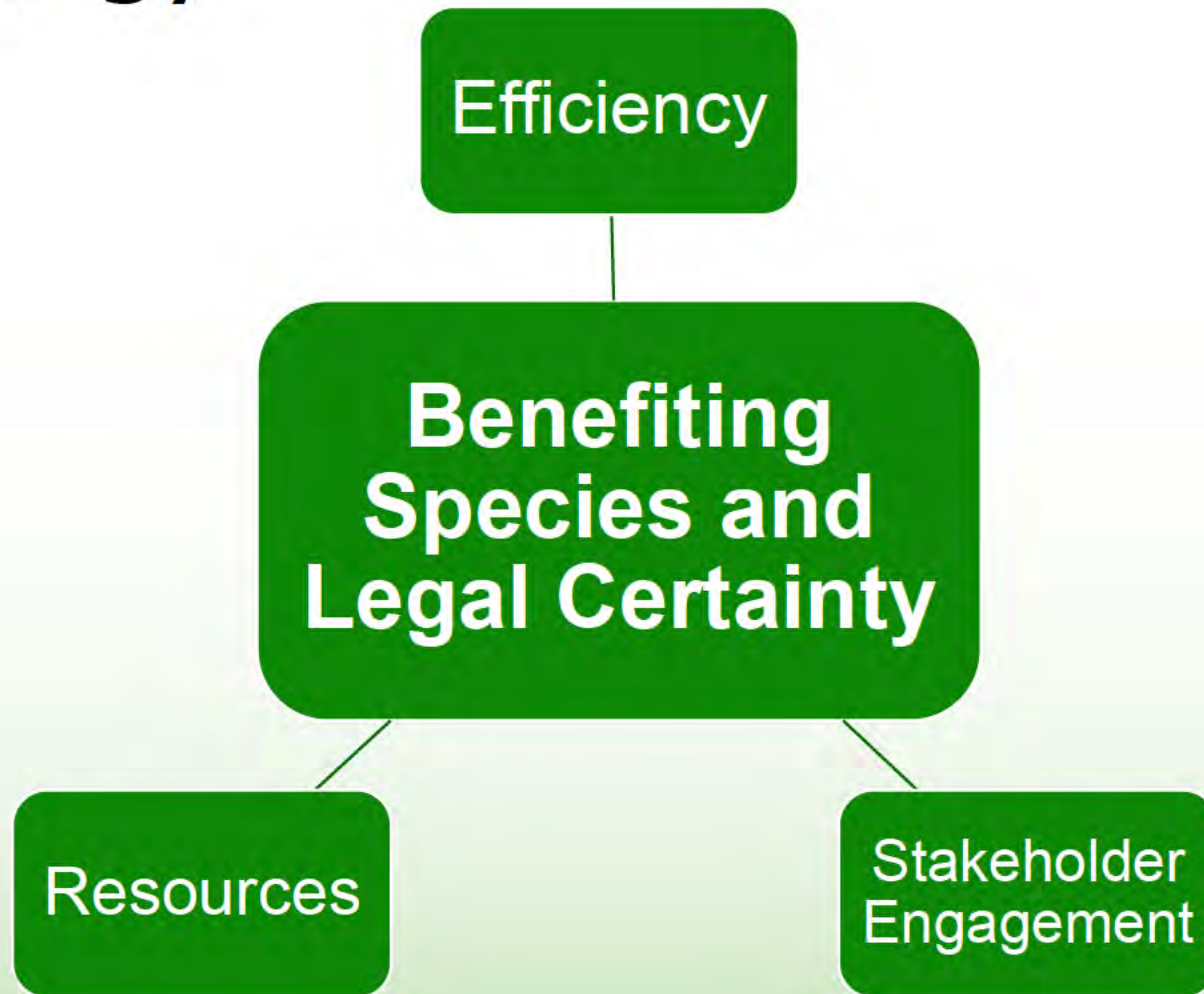 Efficiency
Benefiting
Species and
Legal Certainty
Resources
Stakeholder
Engagement